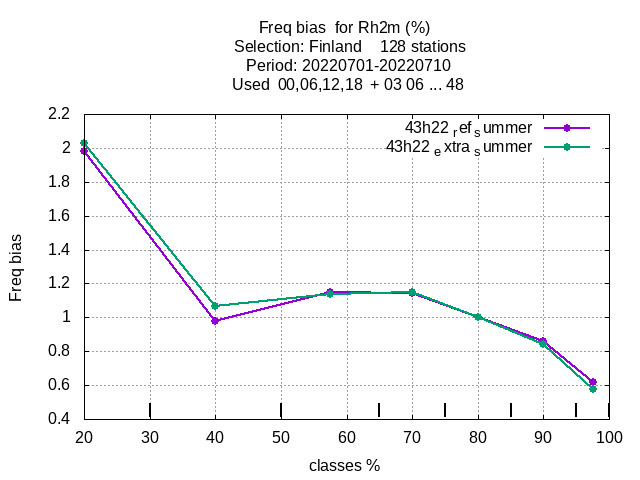 Freq bias  for Rh2m (%)
Selection: Finland    128 stations
Period: 20220701-20220710
Used  00,06,12,18  + 03 06 ... 48
43h22 ref summer
43h22 extra summer
Freq bias
2.2
2
1.8
1.6
1.4
1.2
1
0.8
0.6
0.4
20 30 40 50 60 70 80 90 100
classes %